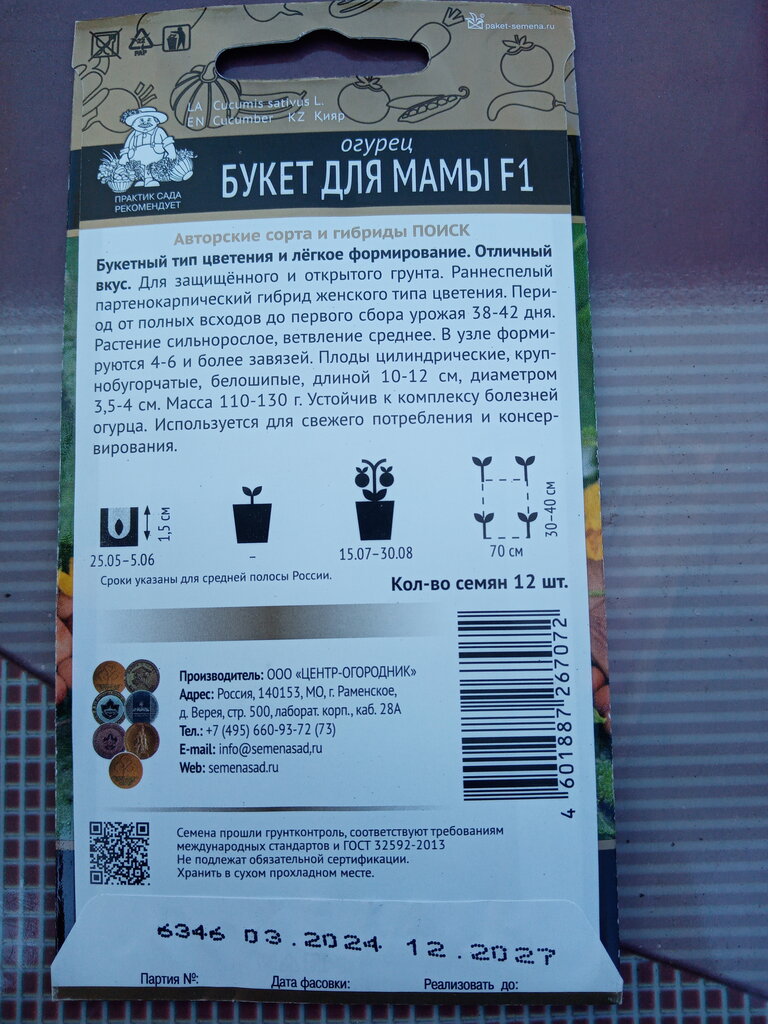 paket-semena.ru
PAP
LA Cucumis sativus L.
EN Cucumber KZ Қияр
огурец
БУКЕТ ДЛЯ МАМЫ F1
ПРАКТИК САДА
РЕКОМЕНДУЕТ
Авторские сорта и гибриды ПОИСК
Букетный тип цветения и лёгкое формирование. Отличный
вкус. Для защищённого и открытого грунта. Раннеспелый
партенокарпический гибрид женского типа цветения. Пери-
од от полных всходов до первого сбора урожая 38-42 дня.
Растение сильнорослое, ветвление среднее. В узле форми-
руются 4-6 и более завязей. Плоды цилиндрические, круп-
нобугорчатые, белошипые, длиной 10-12 см, диаметром
3,5-4 см. Масса 110-130 г. Устойчив к комплексу болезней
огурца. Используется для свежего потребления и консер-
вирования.
1,5 см
30-40 см
25.05-5.06
–
15.07-30.08
70 см
Сроки указаны для средней полосы России.
Кол-во семян 12 шт.
Производитель: ООО «ЦЕНТР-ОГОРОДНИК»
Адрес: Россия, 140153, МО, г. Раменское,
д. Верея, стр. 500, лаборат. корп., каб. 28А
Тел.: +7 (495) 660-93-72 (73)
E-mail: info@semenasad,ru
Web: semenasad.ru
4 601887 267072
Семена прошли грунтконтроль, соответствуют требованиям
международных стандартов и ГОСТ 32592-2013
Не подлежат обязательной сертификации.
Хранить в сухом прохладном месте.
6346 03.2024 12.2027
Партия №: Дата фасовки: Реализовать до: